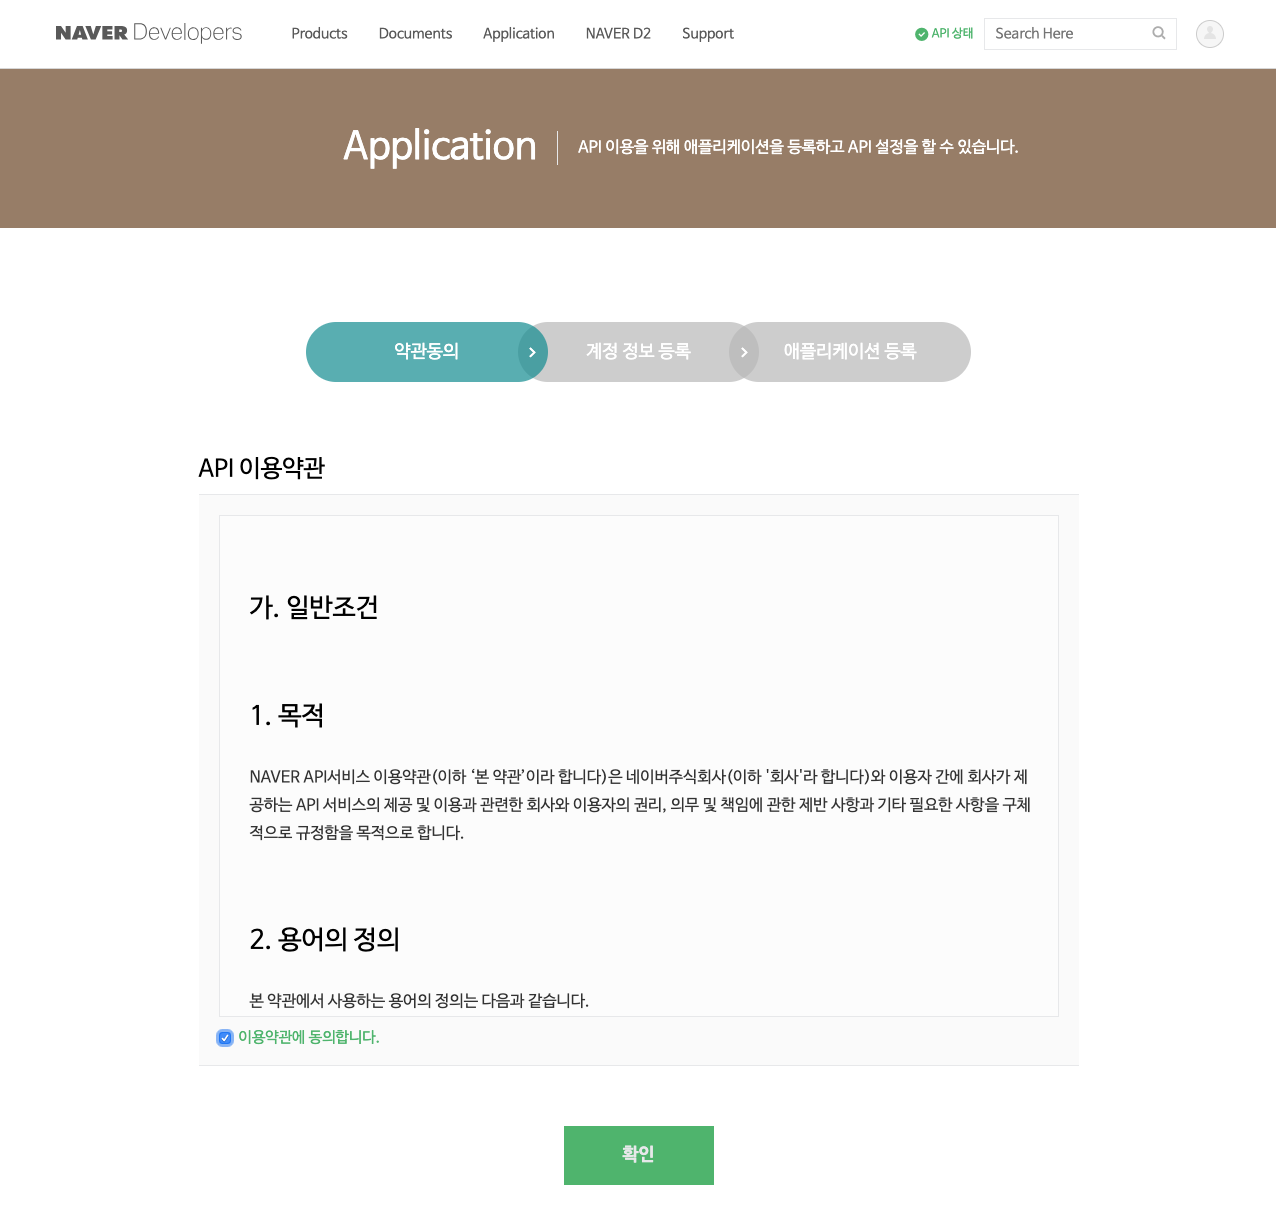 NAVER Developers
Products
Documents
Application
NAVER D2
Support
API 상태
Search Here
Application
API 이용을 위해 애플리케이션을 등록하고 API 설정을 할 수 있습니다.
약관동의
계정 정보 등록
애플리케이션 등록
API 이용약관
가. 일반조건
1. 목적
NAVER API서비스 이용약관(이하 ‘본 약관’이라 합니다)은 네이버주식회사(이하 '회사'라 합니다)와 이용자 간에 회사가 제
공하는 API 서비스의 제공 및 이용과 관련한 회사와 이용자의 권리, 의무 및 책임에 관한 제반 사항과 기타 필요한 사항을 구체
적으로 규정함을 목적으로 합니다.
2. 용어의 정의
본 약관에서 사용하는 용어의 정의는 다음과 같습니다.
이용약관에 동의합니다.
확인